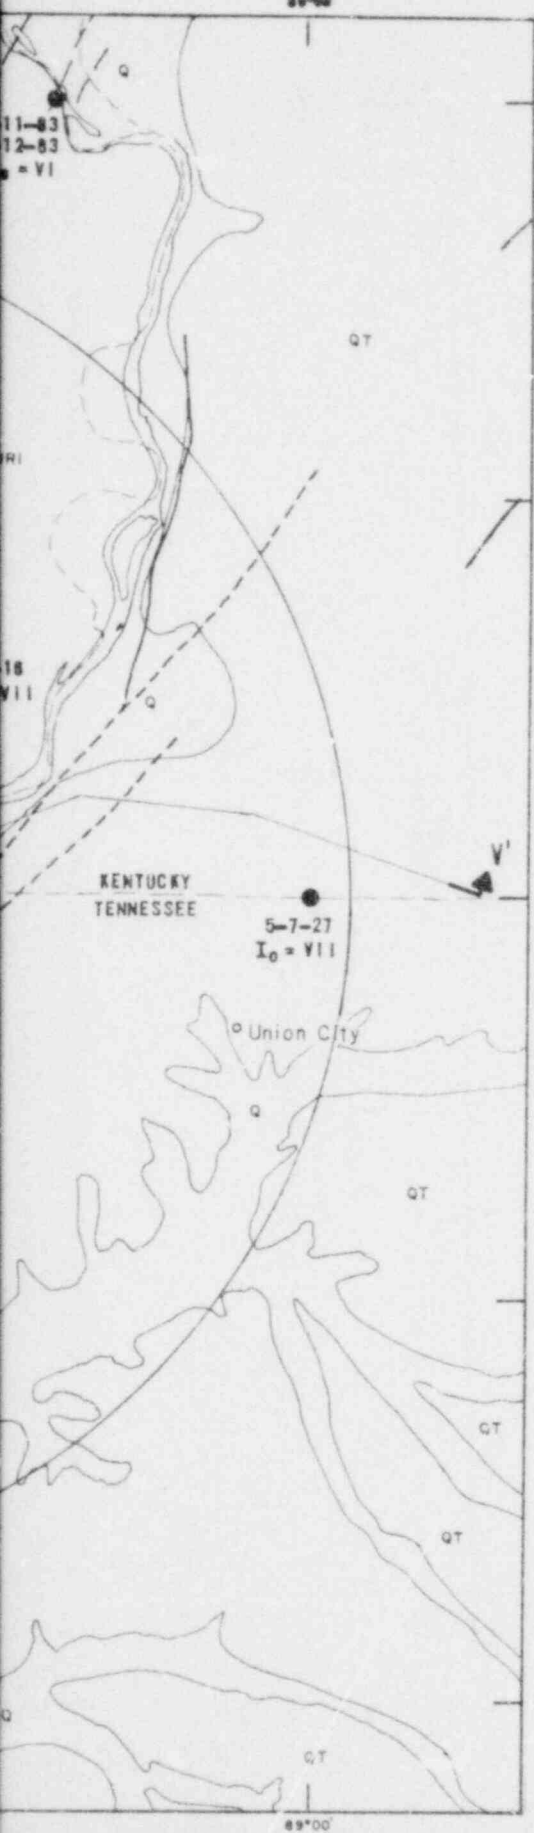 Q
11-83
12-83
= VI
QT
RI
16
VII
Q
V'
KENTUCKY
TENNESSEE
5-7-27
I₀ = VII
Union City
Q
QT
QT
QT
Q
QT
89°00'